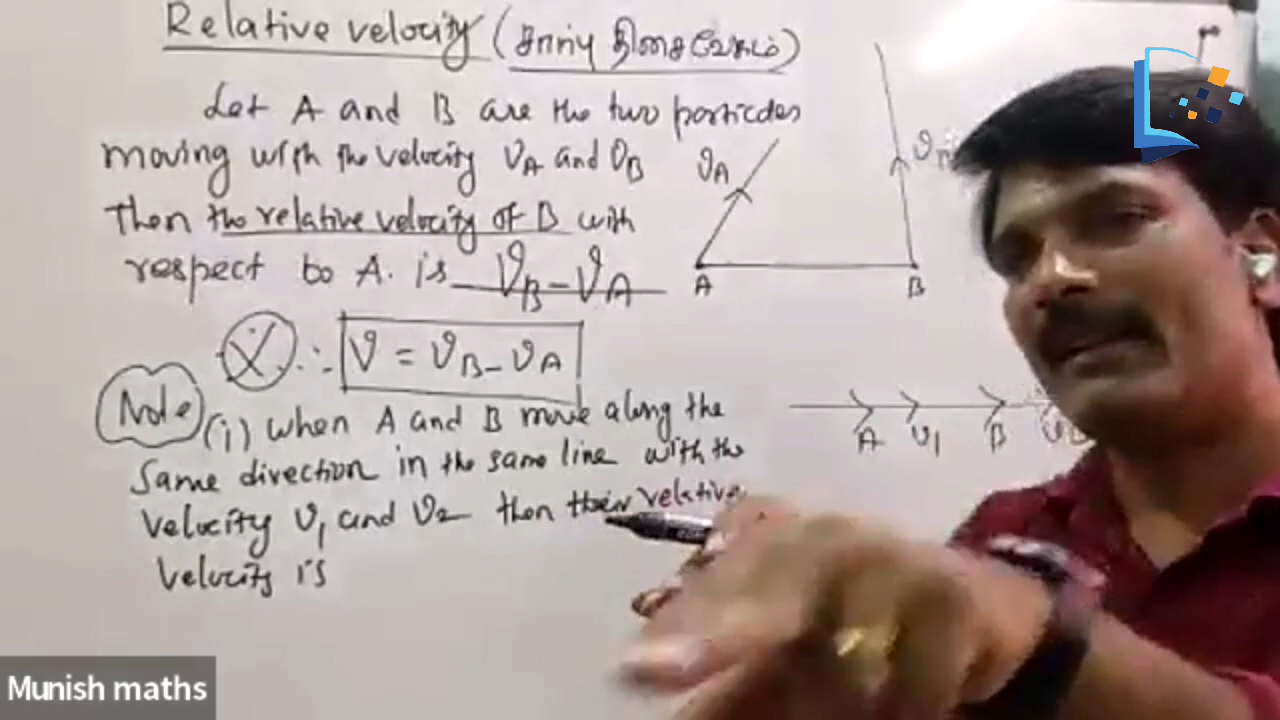 Relative velocity (சார்பு திசைவேகம்)
Let A and B are the two particles
moving with the velocity VA and VB
Then the relative velocity of B with
respect to A. is VB - VA
∴ V = VB - VA
Note (i) when A and B move along the
Same direction in the same line with the
velocity V1 and V2 then their relative
velocity is
VA
A B
A V1 B
Munish maths